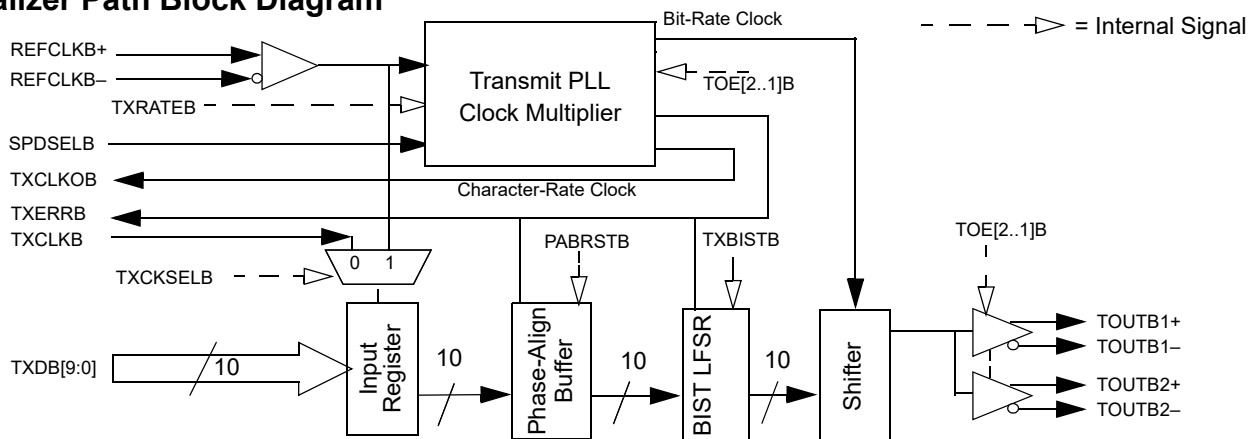 alizer Path Block Diagram
Bit-Rate Clock
= Internal Signal
REFCLKB+
REFCLKB–
TXRATEB
SPDSELB
TXCLKOB
TXERRB
TXCLKB
TXCKSELB
TXDB[9:0]
Transmit PLL
Clock Multiplier
TOE[2..1]B
Character-Rate Clock
0 1
PABRSTB
TXBISTB
TOE[2..1]B
10
Input
Register
10
Phase-Align
Buffer
10
BIST LFSR
10
Shifter
TOUTB1+
TOUTB1–
TOUTB2+
TOUTB2–